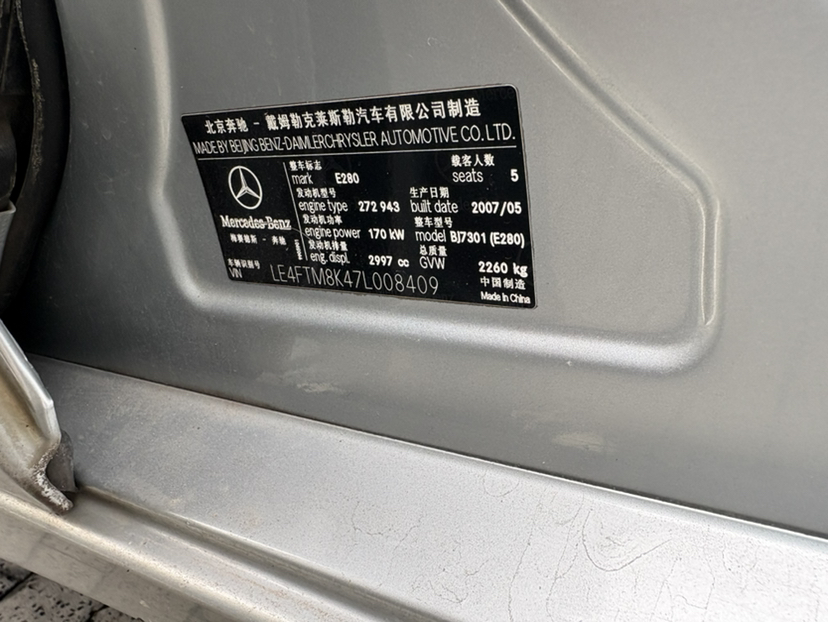 北京奔驰 - 戴姆勒克莱斯勒汽车有限公司制造
MADE BY BEIJING BENZ-DAIMLERCHRYSLER AUTOMOTIVE CO.LTD.
Mercedes-Benz
梅赛德斯 - 奔驰
整车标志
mark E280
载客人数
seats 5
发动机型号
engine type 272 943
生产日期
built date 2007/05
发动机功率
engine power 170 kW
整车型号
model BJ7301 (E280)
发动机排量
eng. displ. 2997 cc
总质量
GVW 2260 kg
车辆识别号
VIN LE4FTM8K47L008409
中国制造
Made in China